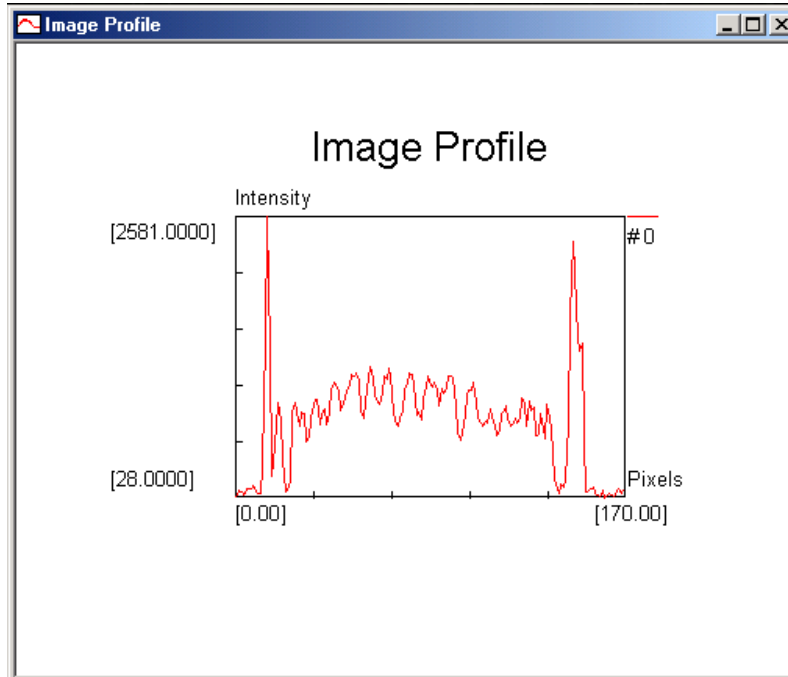 Image Profile
Image Profile
Intensity
[2581.0000]
#0
[28.0000]
Pixels
[0.00]
[170.00]